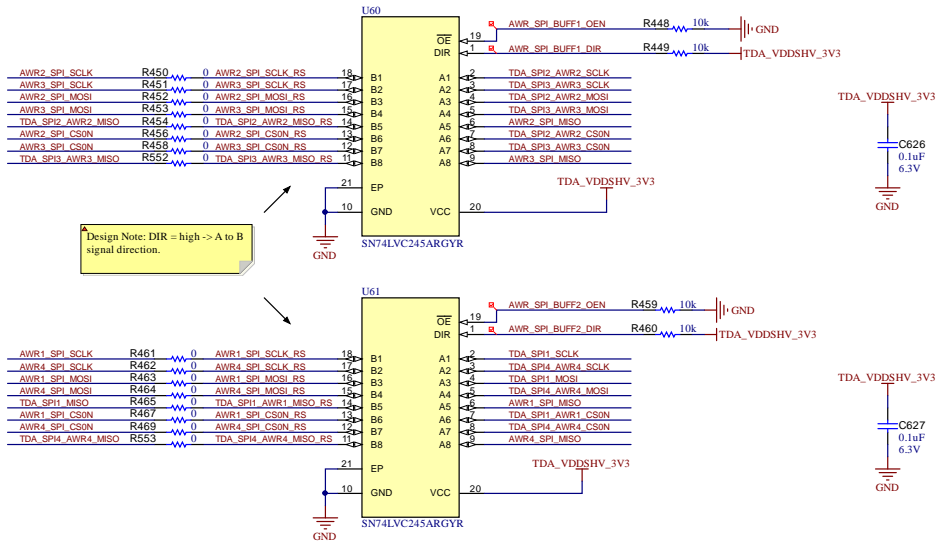 U60
AWR_SPI_BUFF1_OEN R448 10k GND
OE 19
DIR 1 AWR_SPI_BUFF1_DIR R449 10k TDA_VDDSHV_3V3
AWR2_SPI_SCLK R450 0 AWR2_SPI_SCLK_RS 18 B1 A1 2 TDA_SPI2_AWR2_SCLK
AWR3_SPI_SCLK R451 0 AWR3_SPI_SCLK_RS 17 B2 A2 3 TDA_SPI3_AWR3_SCLK
AWR2_SPI_MOSI R452 0 AWR2_SPI_MOSI_RS 16 B3 A3 4 TDA_SPI2_AWR2_MOSI
AWR3_SPI_MOSI R453 0 AWR3_SPI_MOSI_RS 15 B4 A4 5 TDA_SPI3_AWR3_MOSI
TDA_SPI2_AWR2_MISO R454 0 TDA_SPI2_AWR2_MISO_RS 14 B5 A5 6 AWR2_SPI_MISO
AWR2_SPI_CS0N R456 0 AWR2_SPI_CS0N_RS 13 B6 A6 7 TDA_SPI2_AWR2_CS0N
AWR3_SPI_CS0N R458 0 AWR3_SPI_CS0N_RS 12 B7 A7 8 TDA_SPI3_AWR3_CS0N
TDA_SPI3_AWR3_MISO R552 0 TDA_SPI3_AWR3_MISO_RS 11 B8 A8 9 AWR3_SPI_MISO
TDA_VDDSHV_3V3
21 EP
10 GND VCC 20
GND
SN74LVC245ARGYR
TDA_VDDSHV_3V3
C626
0.1uF
6.3V
GND
Design Note: DIR = high -> A to B
signal direction.
U61
AWR_SPI_BUFF2_OEN R459 10k GND
OE 19
DIR 1 AWR_SPI_BUFF2_DIR R460 10k TDA_VDDSHV_3V3
AWR1_SPI_SCLK R461 0 AWR1_SPI_SCLK_RS 18 B1 A1 2 TDA_SPI1_SCLK
AWR4_SPI_SCLK R462 0 AWR4_SPI_SCLK_RS 17 B2 A2 3 TDA_SPI4_AWR4_SCLK
AWR1_SPI_MOSI R463 0 AWR1_SPI_MOSI_RS 16 B3 A3 4 TDA_SPI1_MOSI
AWR4_SPI_MOSI R464 0 AWR4_SPI_MOSI_RS 15 B4 A4 5 TDA_SPI4_AWR4_MOSI
TDA_SPI1_MISO R465 0 TDA_SPI1_AWR1_MISO_RS 14 B5 A5 6 AWR1_SPI_MISO
AWR1_SPI_CS0N R467 0 AWR1_SPI_CS0N_RS 13 B6 A6 7 TDA_SPI1_AWR1_CS0N
AWR4_SPI_CS0N R469 0 AWR4_SPI_CS0N_RS 12 B7 A7 8 TDA_SPI4_AWR4_CS0N
TDA_SPI4_AWR4_MISO R553 0 TDA_SPI4_AWR4_MISO_RS 11 B8 A8 9 AWR4_SPI_MISO
TDA_VDDSHV_3V3
21 EP
10 GND VCC 20
GND
SN74LVC245ARGYR
TDA_VDDSHV_3V3
C627
0.1uF
6.3V
GND